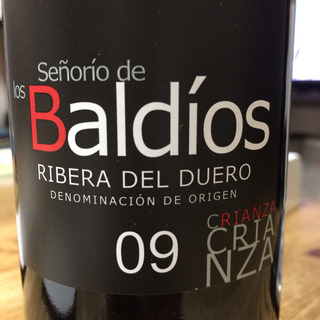 Señorío de
los Baldíos
RIBERA DEL DUERO
DENOMINACIÓN DE ORIGEN
09
CRIANZA
CRIA
NZA